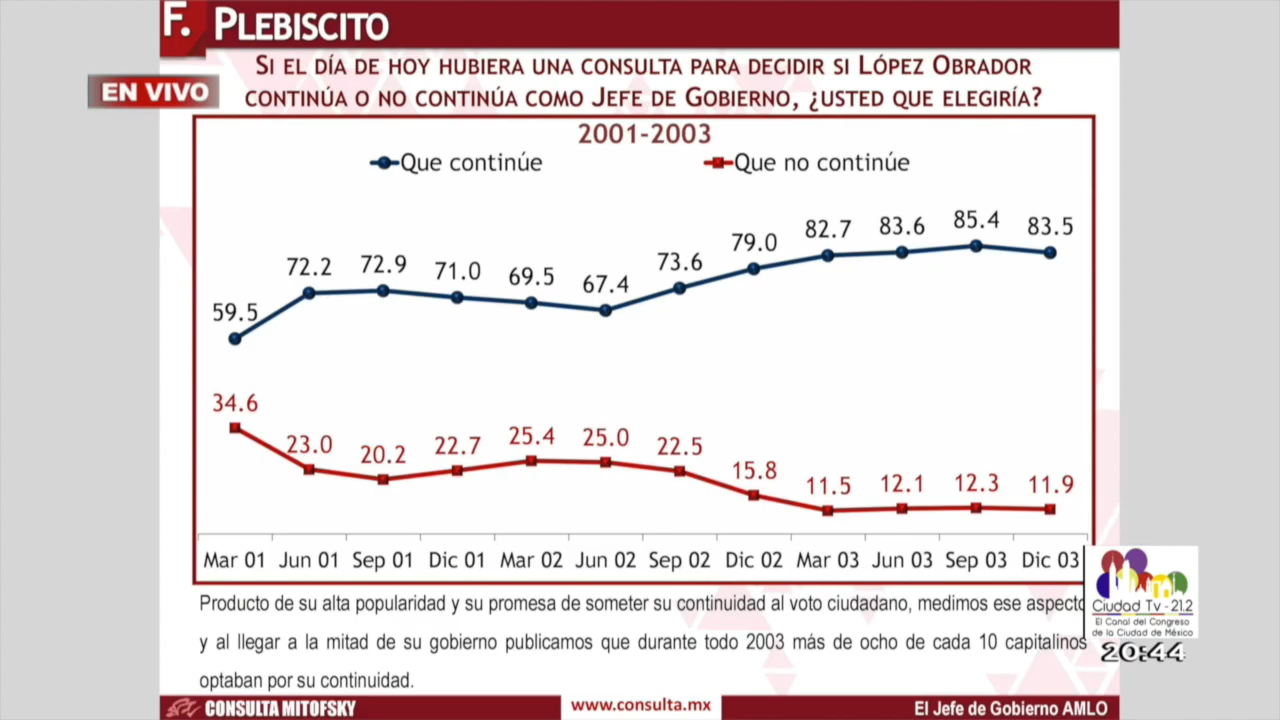 F. PLEBISCITO
SI EL DÍA DE HOY HUBIERA UNA CONSULTA PARA DECIDIR SI LÓPEZ OBRADOR
EN VIVO
CONTINÚA O NO CONTINÚA COMO JEFE DE GOBIERNO, ¿USTED QUE ELEGIRÍA?
2001-2003
Que continúe
Que no continúe
59.5 72.2 72.9 71.0 69.5 67.4 73.6 79.0 82.7 83.6 85.4 83.5
34.6 23.0 20.2 22.7 25.4 25.0 22.5 15.8 11.5 12.1 12.3 11.9
Mar 01 Jun 01 Sep 01 Dic 01 Mar 02 Jun 02 Sep 02 Dic 02 Mar 03 Jun 03 Sep 03 Dic 03
Producto de su alta popularidad y su promesa de someter su continuidad al voto ciudadano, medimos ese aspecto
y al llegar a la mitad de su gobierno publicamos que durante todo 2003 más de ocho de cada 10 capitalinos
optaban por su continuidad.
Ciudad Tv - 21.2
El Canal del Congreso
de la Ciudad de México
20:44
CONSULTA MITOFSKY
www.consulta.mx
El Jefe de Gobierno AMLO